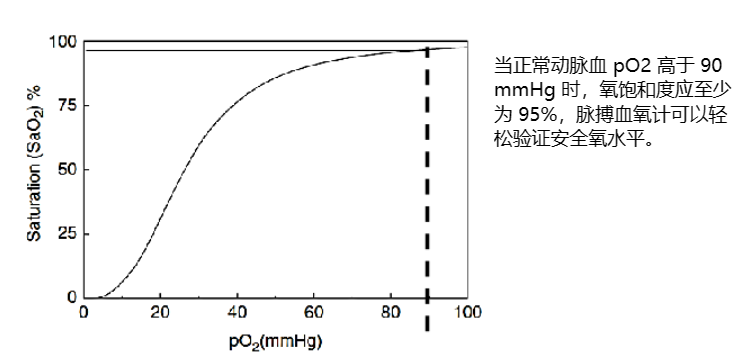 100
75
50
25
0
Saturation (SaO2) %
0 20 40 60 80 100
pO2(mmHg)
当正常动脉血 pO2 高于 90
mmHg 时，氧饱和度应至少
为 95%，脉搏血氧计可以轻
松验证安全氧水平。